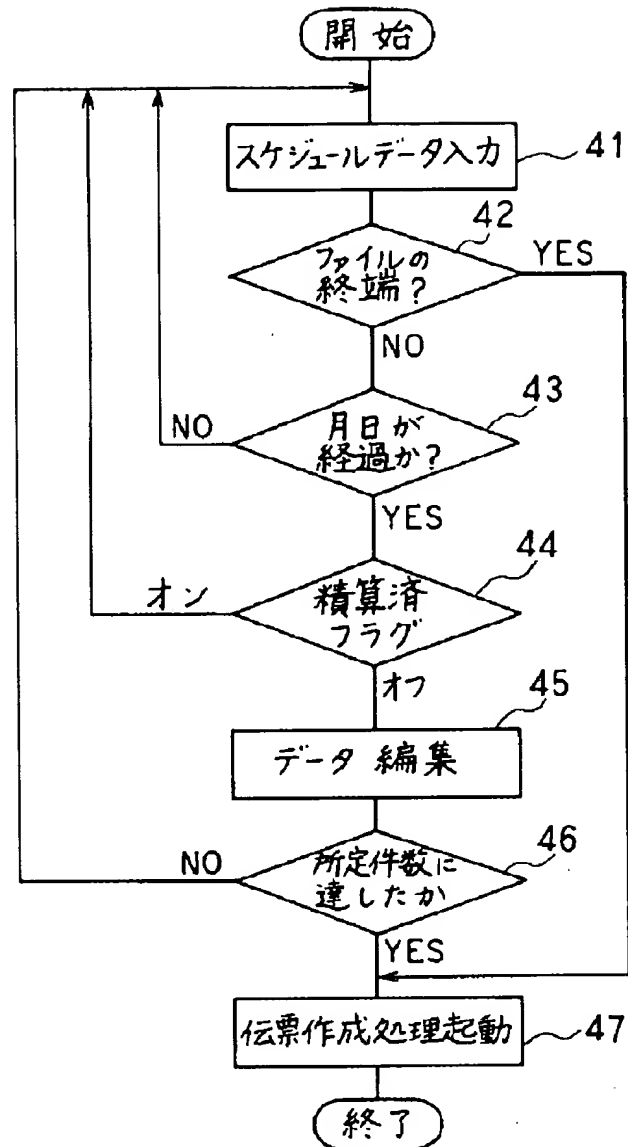 開始
スケジュールデータ入力
41
42
ファイルの
終端?
YES
NO
43
NO
月日が
経過か?
YES
44
オン
積算済
フラグ
オフ
45
データ 編集
46
NO
所定件数に
達したか
YES
伝票作成処理起動
47
終了